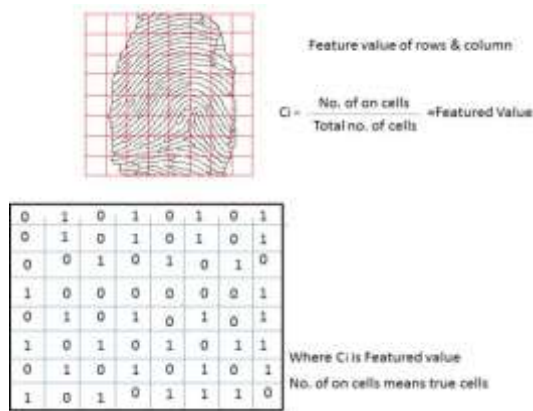 Feature value of rows & column
Ci = No. of on cells / Total no. of cells =Featured Value
0 1 0 1 0 1 0 1
0 1 0 1 0 1 0 1
0 0 1 0 1 0 1 0
1 0 0 0 0 0 0 1
0 1 0 1 0 1 0 1
1 0 1 0 1 0 1 1
0 1 0 1 0 1 0 1
1 0 1 0 1 1 1 0
Where Ci is Featured value
No. of on cells means true cells